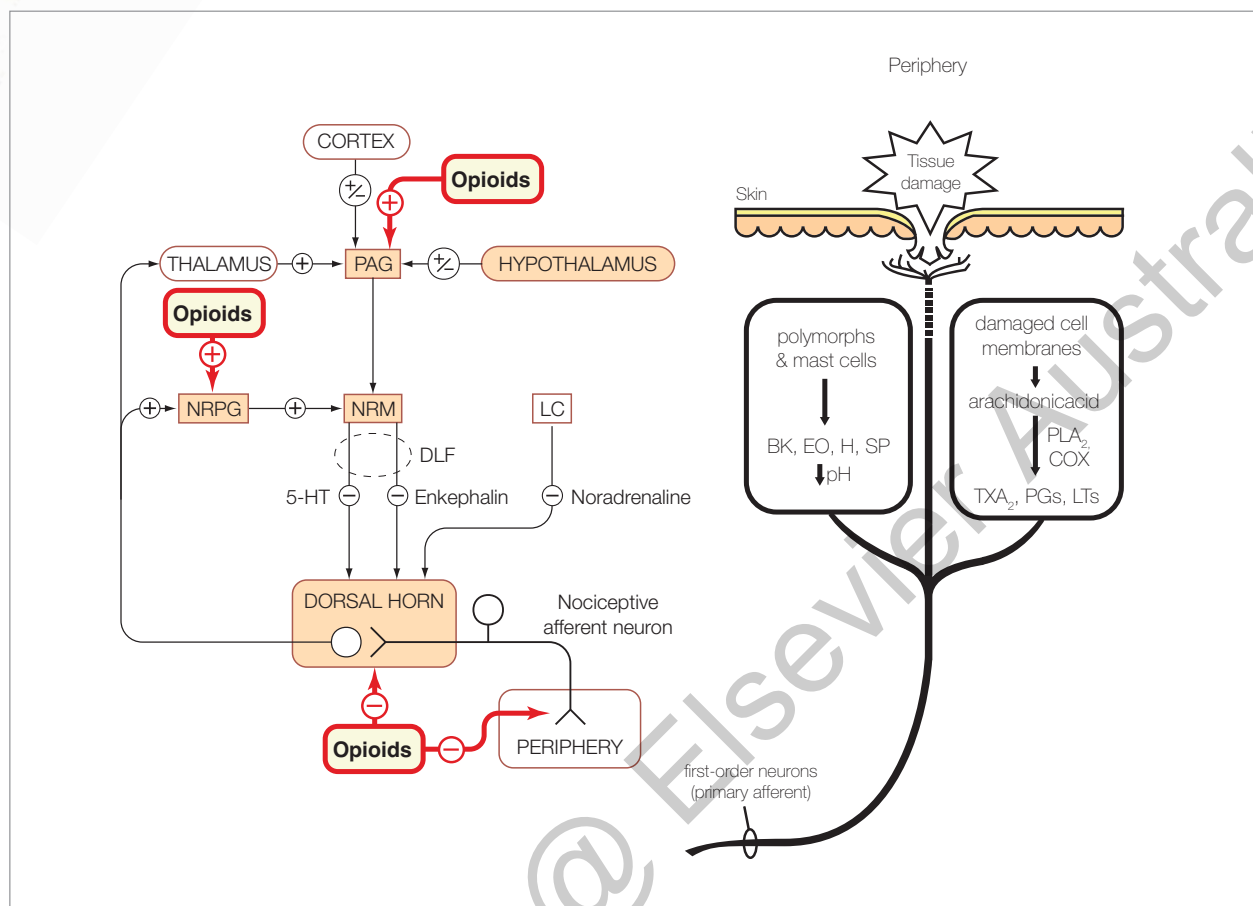 CORTEX
+/-
Opioids
+
THALAMUS
+
PAG
+/-
HYPOTHALAMUS
Opioids
+
+
NRPG
+
NRM
LC
DLF
5-HT
−
−
Enkephalin
−
Noradrenaline
DORSAL HORN
Nociceptive
afferent neuron
−
Opioids
−
PERIPHERY
Periphery
Tissue
damage
Skin
polymorphs
& mast cells
BK, EO, H, SP
pH
damaged cell
membranes
arachidonicacid
PLA2,
COX
TXA2, PGs, LTs
first-order neurons
(primary afferent)
@ Elsevier Austral